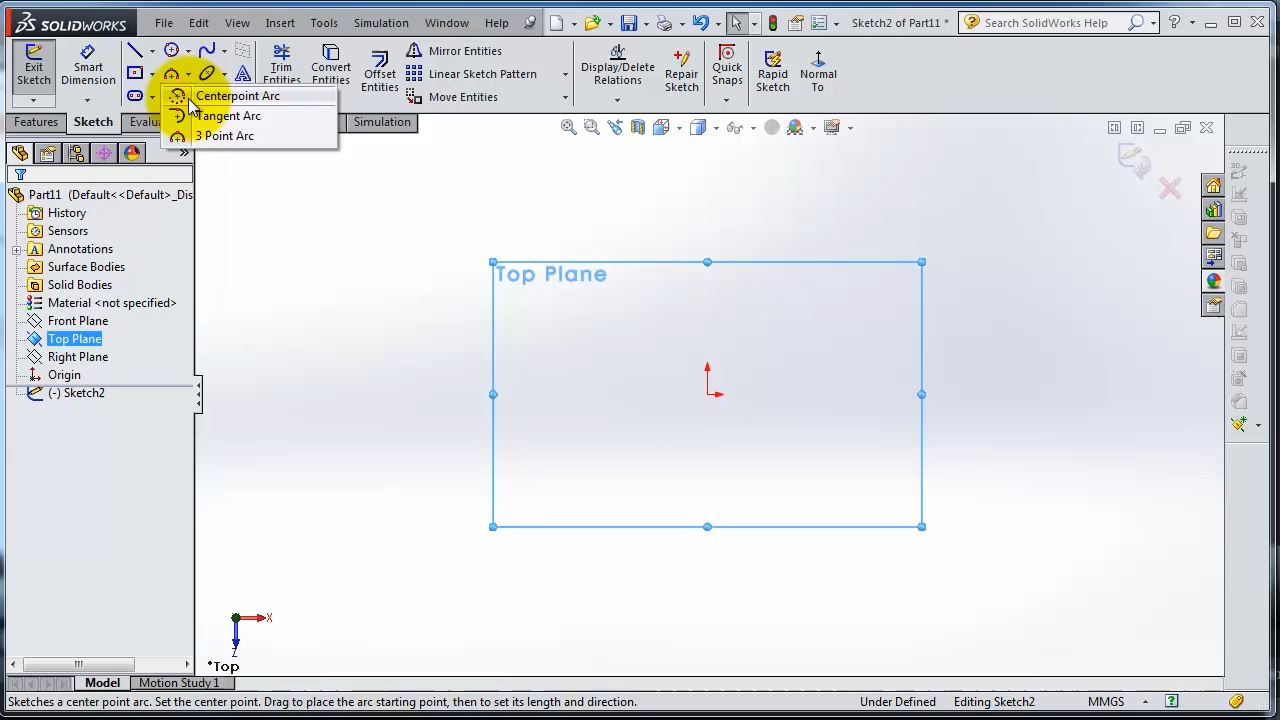 SOLIDWORKS
File Edit View Insert Tools Simulation Window Help
Sketch2 of Part11 *
Search SolidWorks Help
Exit Sketch
Smart Dimension
Trim Entities
Convert Entities
Offset Entities
Mirror Entities
Linear Sketch Pattern
Move Entities
Display/Delete Relations
Repair Sketch
Quick Snaps
Rapid Sketch
Normal To
Centerpoint Arc
Tangent Arc
3 Point Arc
Features Sketch Simulation
Part11 (Default<<Default>_Dis
History
Sensors
Annotations
Surface Bodies
Solid Bodies
Material <not specified>
Front Plane
Top Plane
Right Plane
Origin
(-) Sketch2
Top Plane
X
Z
*Top
Model Motion Study 1
Sketches a center point arc. Set the center point. Drag to place the arc starting point, then to set its length and direction.
Under Defined Editing Sketch2 MMGS